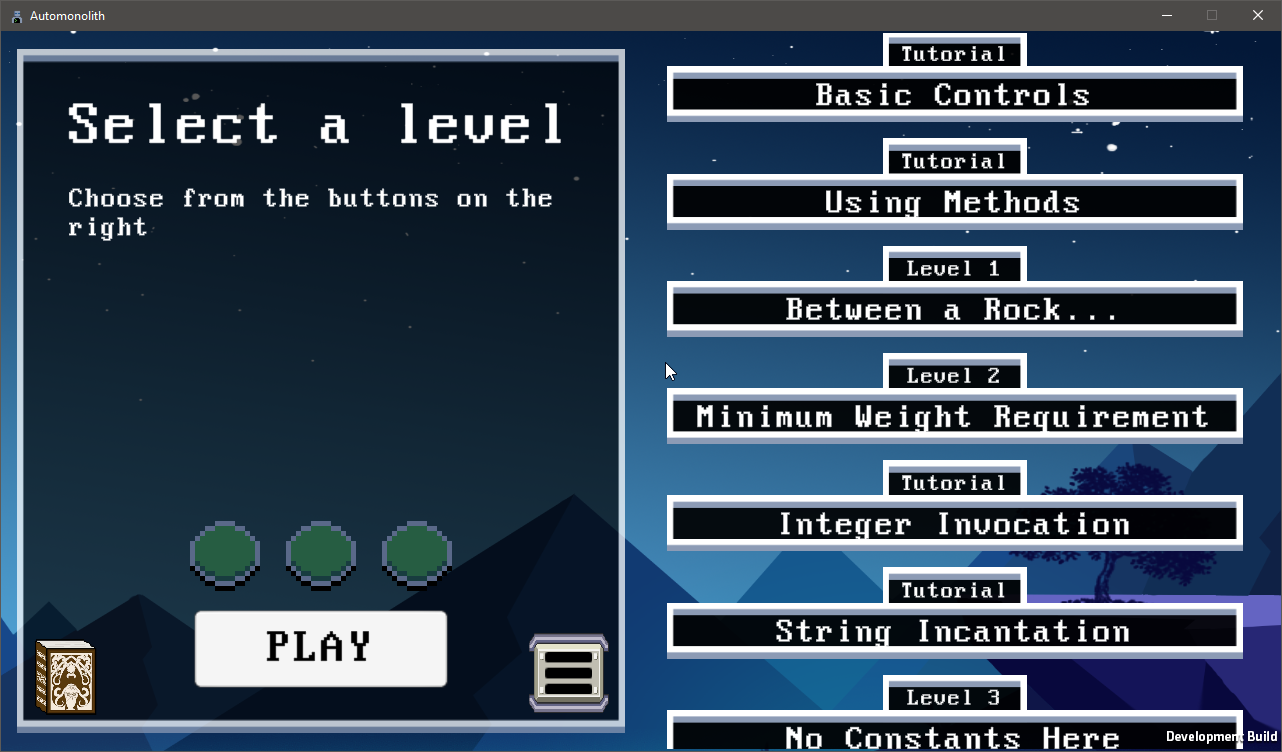 Automonolith
Select a level
Choose from the buttons on the
right
PLAY
Tutorial
Basic Controls
Tutorial
Using Methods
Level 1
Between a Rock...
Level 2
Minimum Weight Requirement
Tutorial
Integer Invocation
Tutorial
String Incantation
Level 3
No Constants Here
Development Build